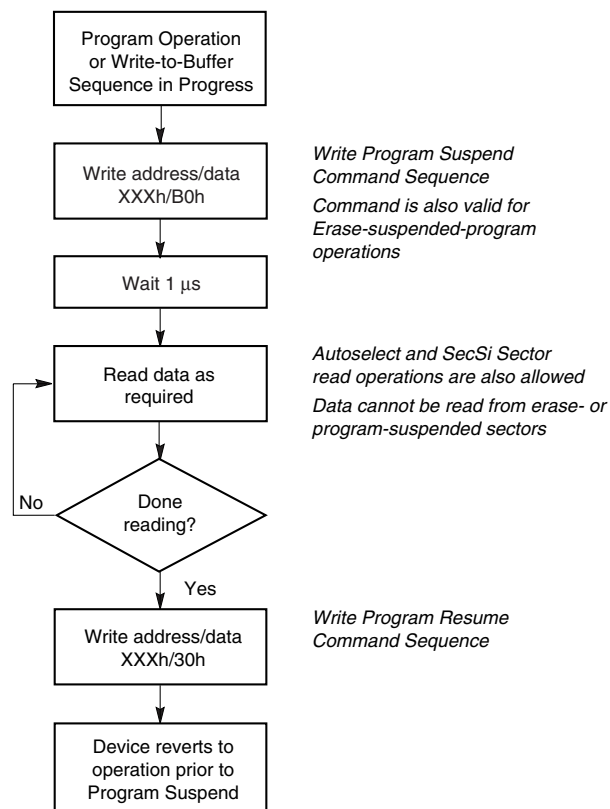 Program Operation
or Write-to-Buffer
Sequence in Progress
Write address/data
XXXh/B0h
Write Program Suspend
Command Sequence
Command is also valid for
Erase-suspended-program
operations
Wait 1 μs
Read data as
required
Autoselect and SecSi Sector
read operations are also allowed
Data cannot be read from erase- or
program-suspended sectors
No
Done
reading?
Yes
Write address/data
XXXh/30h
Write Program Resume
Command Sequence
Device reverts to
operation prior to
Program Suspend